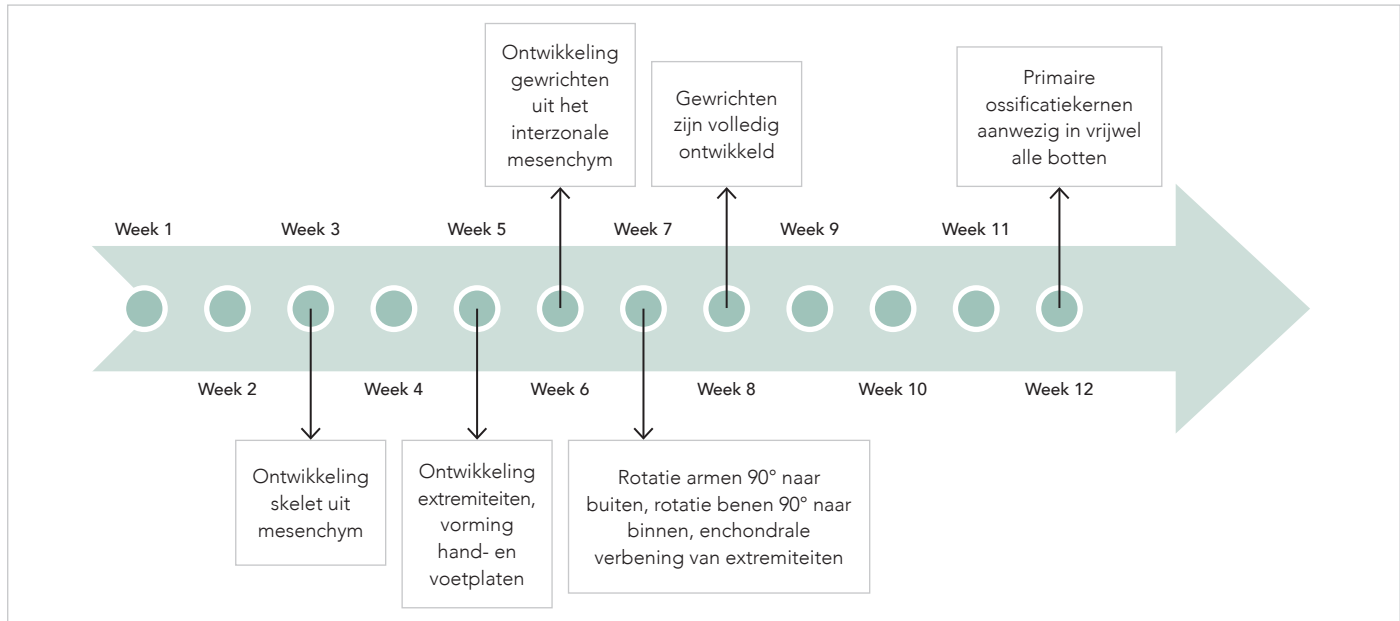 Ontwikkeling
gewrichten
uit het
interzonale
mesenchym
Gewrichten
zijn volledig
ontwikkeld
Primaire
ossificatiekernen
aanwezig in vrijwel
alle botten
Week 1
Week 3
Week 5
Week 7
Week 9
Week 11
Week 2
Week 4
Week 6
Week 8
Week 10
Week 12
Ontwikkeling
skelet uit
mesenchym
Ontwikkeling
extremiteiten,
vorming
hand- en
voetplaten
Rotatie armen 90° naar
buiten, rotatie benen 90° naar
binnen, enchondrale
verbening van extremiteiten